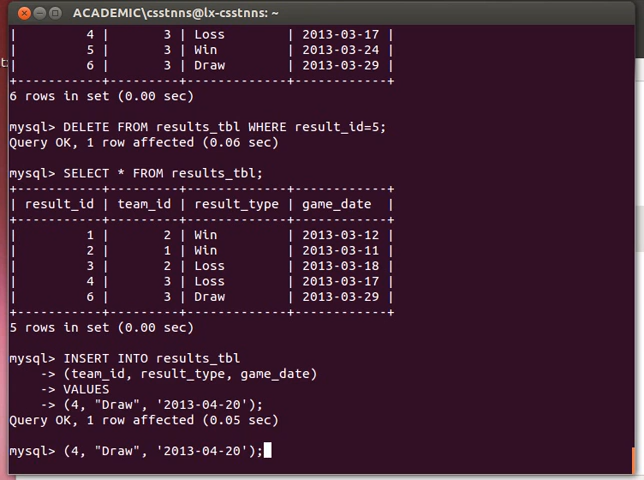 ACADEMIC\csstnns@lx-csstnns: ~
| 4 | 3 | Loss | 2013-03-17 |
| 5 | 3 | Win | 2013-03-24 |
| 6 | 3 | Draw | 2013-03-29 |
+-----------+---------+-------------+------------+
6 rows in set (0.00 sec)
mysql> DELETE FROM results_tbl WHERE result_id=5;
Query OK, 1 row affected (0.06 sec)
mysql> SELECT * FROM results_tbl;
+-----------+---------+-------------+------------+
| result_id | team_id | result_type | game_date |
+-----------+---------+-------------+------------+
| 1 | 2 | Win | 2013-03-12 |
| 2 | 1 | Win | 2013-03-11 |
| 3 | 2 | Loss | 2013-03-18 |
| 4 | 3 | Loss | 2013-03-17 |
| 6 | 3 | Draw | 2013-03-29 |
+-----------+---------+-------------+------------+
5 rows in set (0.00 sec)
mysql> INSERT INTO results_tbl
-> (team_id, result_type, game_date)
-> VALUES
-> (4, "Draw", '2013-04-20');
Query OK, 1 row affected (0.05 sec)
mysql> (4, "Draw", '2013-04-20');